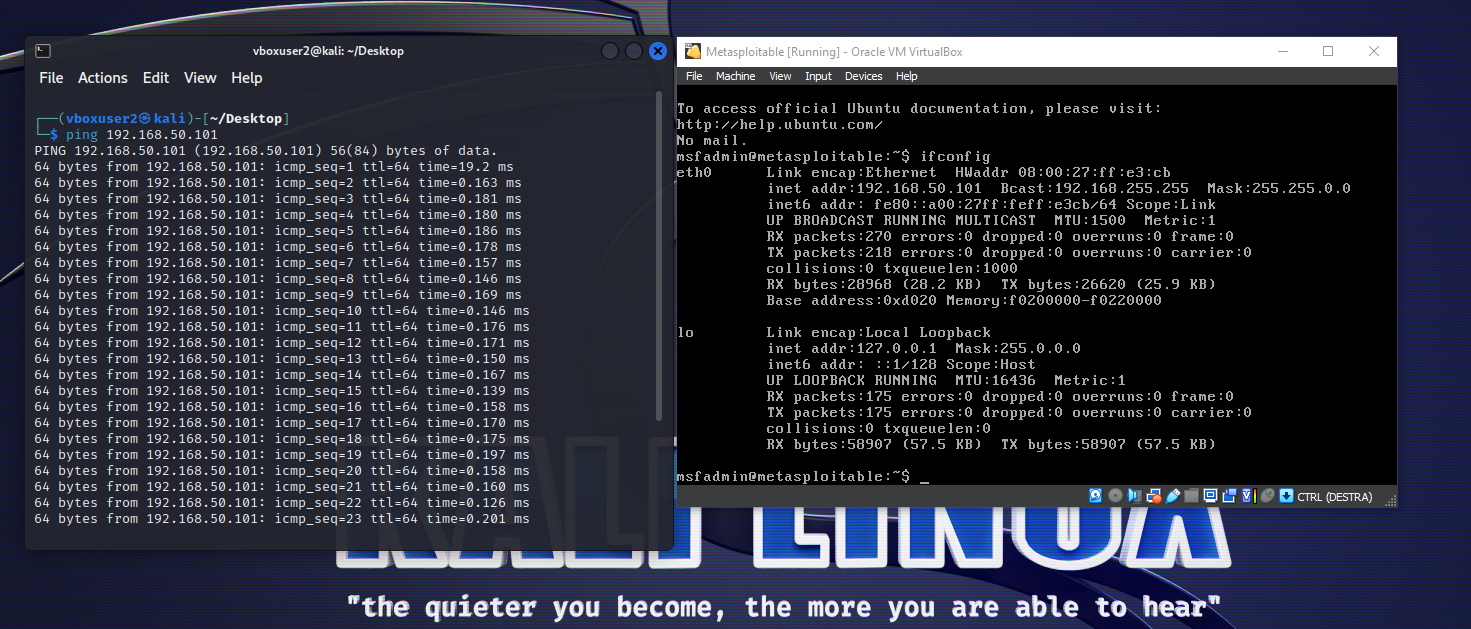 vboxuser2@kali: ~/Desktop
File Actions Edit View Help
┌──(vboxuser2㉿kali)-[~/Desktop]
└─$ ping 192.168.50.101
PING 192.168.50.101 (192.168.50.101) 56(84) bytes of data.
64 bytes from 192.168.50.101: icmp_seq=1 ttl=64 time=19.2 ms
64 bytes from 192.168.50.101: icmp_seq=2 ttl=64 time=0.163 ms
64 bytes from 192.168.50.101: icmp_seq=3 ttl=64 time=0.181 ms
64 bytes from 192.168.50.101: icmp_seq=4 ttl=64 time=0.180 ms
64 bytes from 192.168.50.101: icmp_seq=5 ttl=64 time=0.186 ms
64 bytes from 192.168.50.101: icmp_seq=6 ttl=64 time=0.178 ms
64 bytes from 192.168.50.101: icmp_seq=7 ttl=64 time=0.157 ms
64 bytes from 192.168.50.101: icmp_seq=8 ttl=64 time=0.146 ms
64 bytes from 192.168.50.101: icmp_seq=9 ttl=64 time=0.169 ms
64 bytes from 192.168.50.101: icmp_seq=10 ttl=64 time=0.146 ms
64 bytes from 192.168.50.101: icmp_seq=11 ttl=64 time=0.176 ms
64 bytes from 192.168.50.101: icmp_seq=12 ttl=64 time=0.171 ms
64 bytes from 192.168.50.101: icmp_seq=13 ttl=64 time=0.150 ms
64 bytes from 192.168.50.101: icmp_seq=14 ttl=64 time=0.167 ms
64 bytes from 192.168.50.101: icmp_seq=15 ttl=64 time=0.139 ms
64 bytes from 192.168.50.101: icmp_seq=16 ttl=64 time=0.158 ms
64 bytes from 192.168.50.101: icmp_seq=17 ttl=64 time=0.170 ms
64 bytes from 192.168.50.101: icmp_seq=18 ttl=64 time=0.175 ms
64 bytes from 192.168.50.101: icmp_seq=19 ttl=64 time=0.197 ms
64 bytes from 192.168.50.101: icmp_seq=20 ttl=64 time=0.158 ms
64 bytes from 192.168.50.101: icmp_seq=21 ttl=64 time=0.160 ms
64 bytes from 192.168.50.101: icmp_seq=22 ttl=64 time=0.126 ms
64 bytes from 192.168.50.101: icmp_seq=23 ttl=64 time=0.201 ms
Metasploitable [Running] - Oracle VM VirtualBox
File Machine View Input Devices Help
To access official Ubuntu documentation, please visit:
http://help.ubuntu.com/
No mail.
msfadmin@metasploitable:~$ ifconfig
eth0 Link encap:Ethernet HWaddr 08:00:27:ff:e3:cb
inet addr:192.168.50.101 Bcast:192.168.255.255 Mask:255.255.0.0
inet6 addr: fe80::a00:27ff:feff:e3cb/64 Scope:Link
UP BROADCAST RUNNING MULTICAST MTU:1500 Metric:1
RX packets:270 errors:0 dropped:0 overruns:0 frame:0
TX packets:218 errors:0 dropped:0 overruns:0 carrier:0
collisions:0 txqueuelen:1000
RX bytes:28968 (28.2 KB) TX bytes:26620 (25.9 KB)
Base address:0xd020 Memory:f0200000-f0220000
lo Link encap:Local Loopback
inet addr:127.0.0.1 Mask:255.0.0.0
inet6 addr: ::1/128 Scope:Host
UP LOOPBACK RUNNING MTU:16436 Metric:1
RX packets:175 errors:0 dropped:0 overruns:0 frame:0
TX packets:175 errors:0 dropped:0 overruns:0 carrier:0
collisions:0 txqueuelen:0
RX bytes:58907 (57.5 KB) TX bytes:58907 (57.5 KB)
msfadmin@metasploitable:~$ _
CTRL (DESTRA)
KALI LINUX
"the quieter you become, the more you are able to hear"